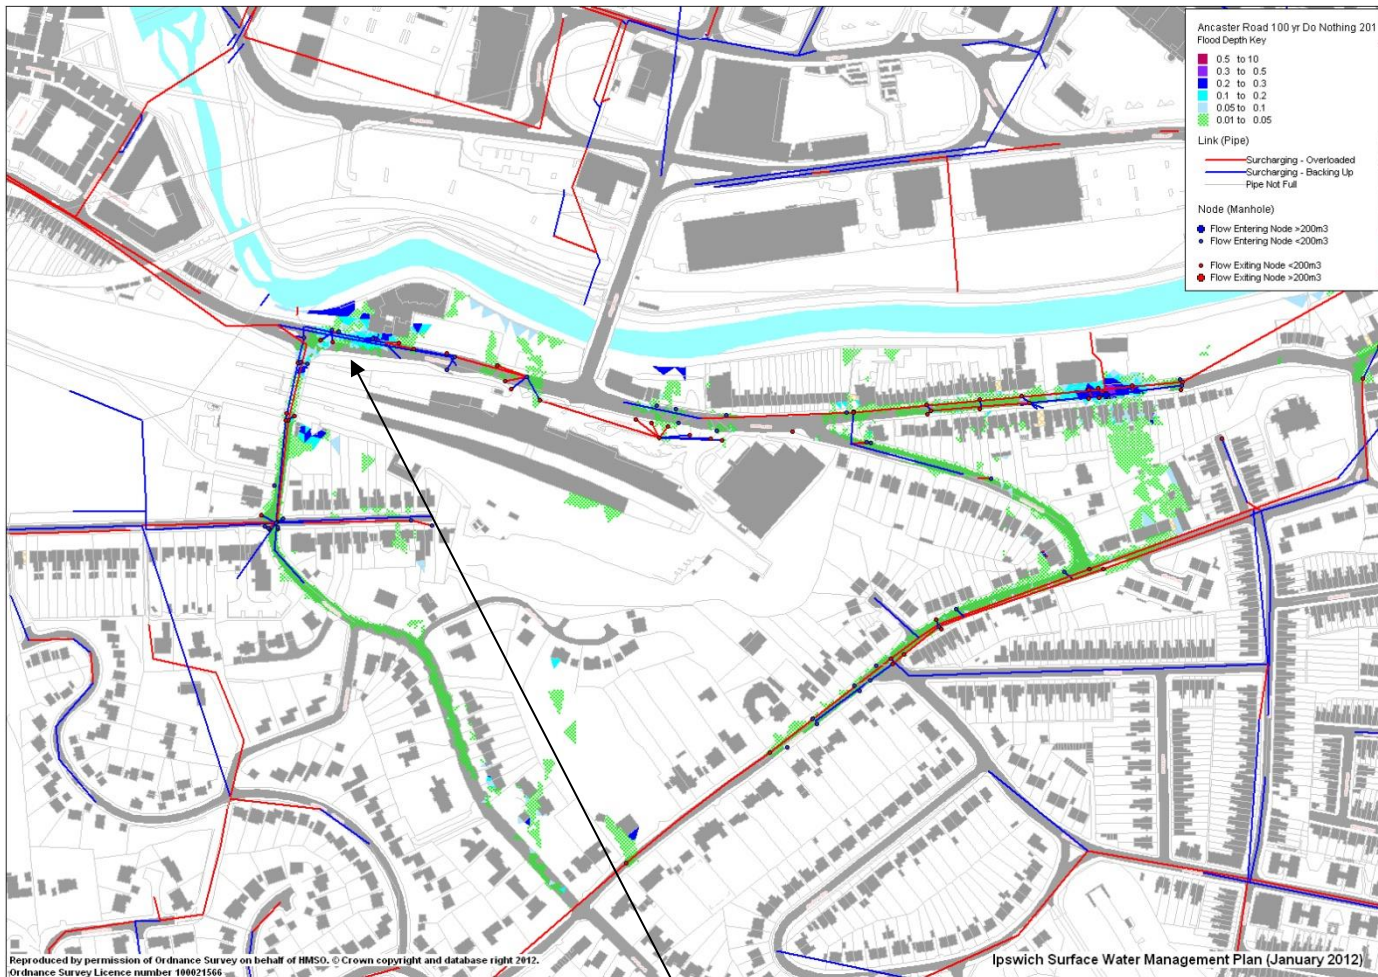 Ancaster Road 100 yr Do Nothing 201
Flood Depth Key
0.5 to 10
0.3 to 0.5
0.2 to 0.3
0.1 to 0.2
0.05 to 0.1
0.01 to 0.05
Link (Pipe)
Surcharging - Overloaded
Surcharging - Backing Up
Pipe Not Full
Node (Manhole)
Flow Entering Node >200m3
Flow Entering Node <200m3
Flow Exiting Node <200m3
Flow Exiting Node >200m3
Reproduced by permission of Ordnance Survey on behalf of HMSO. © Crown copyright and database right 2012.
Ordnance Survey Licence number 100021566
Ipswich Surface Water Management Plan (January 2012)